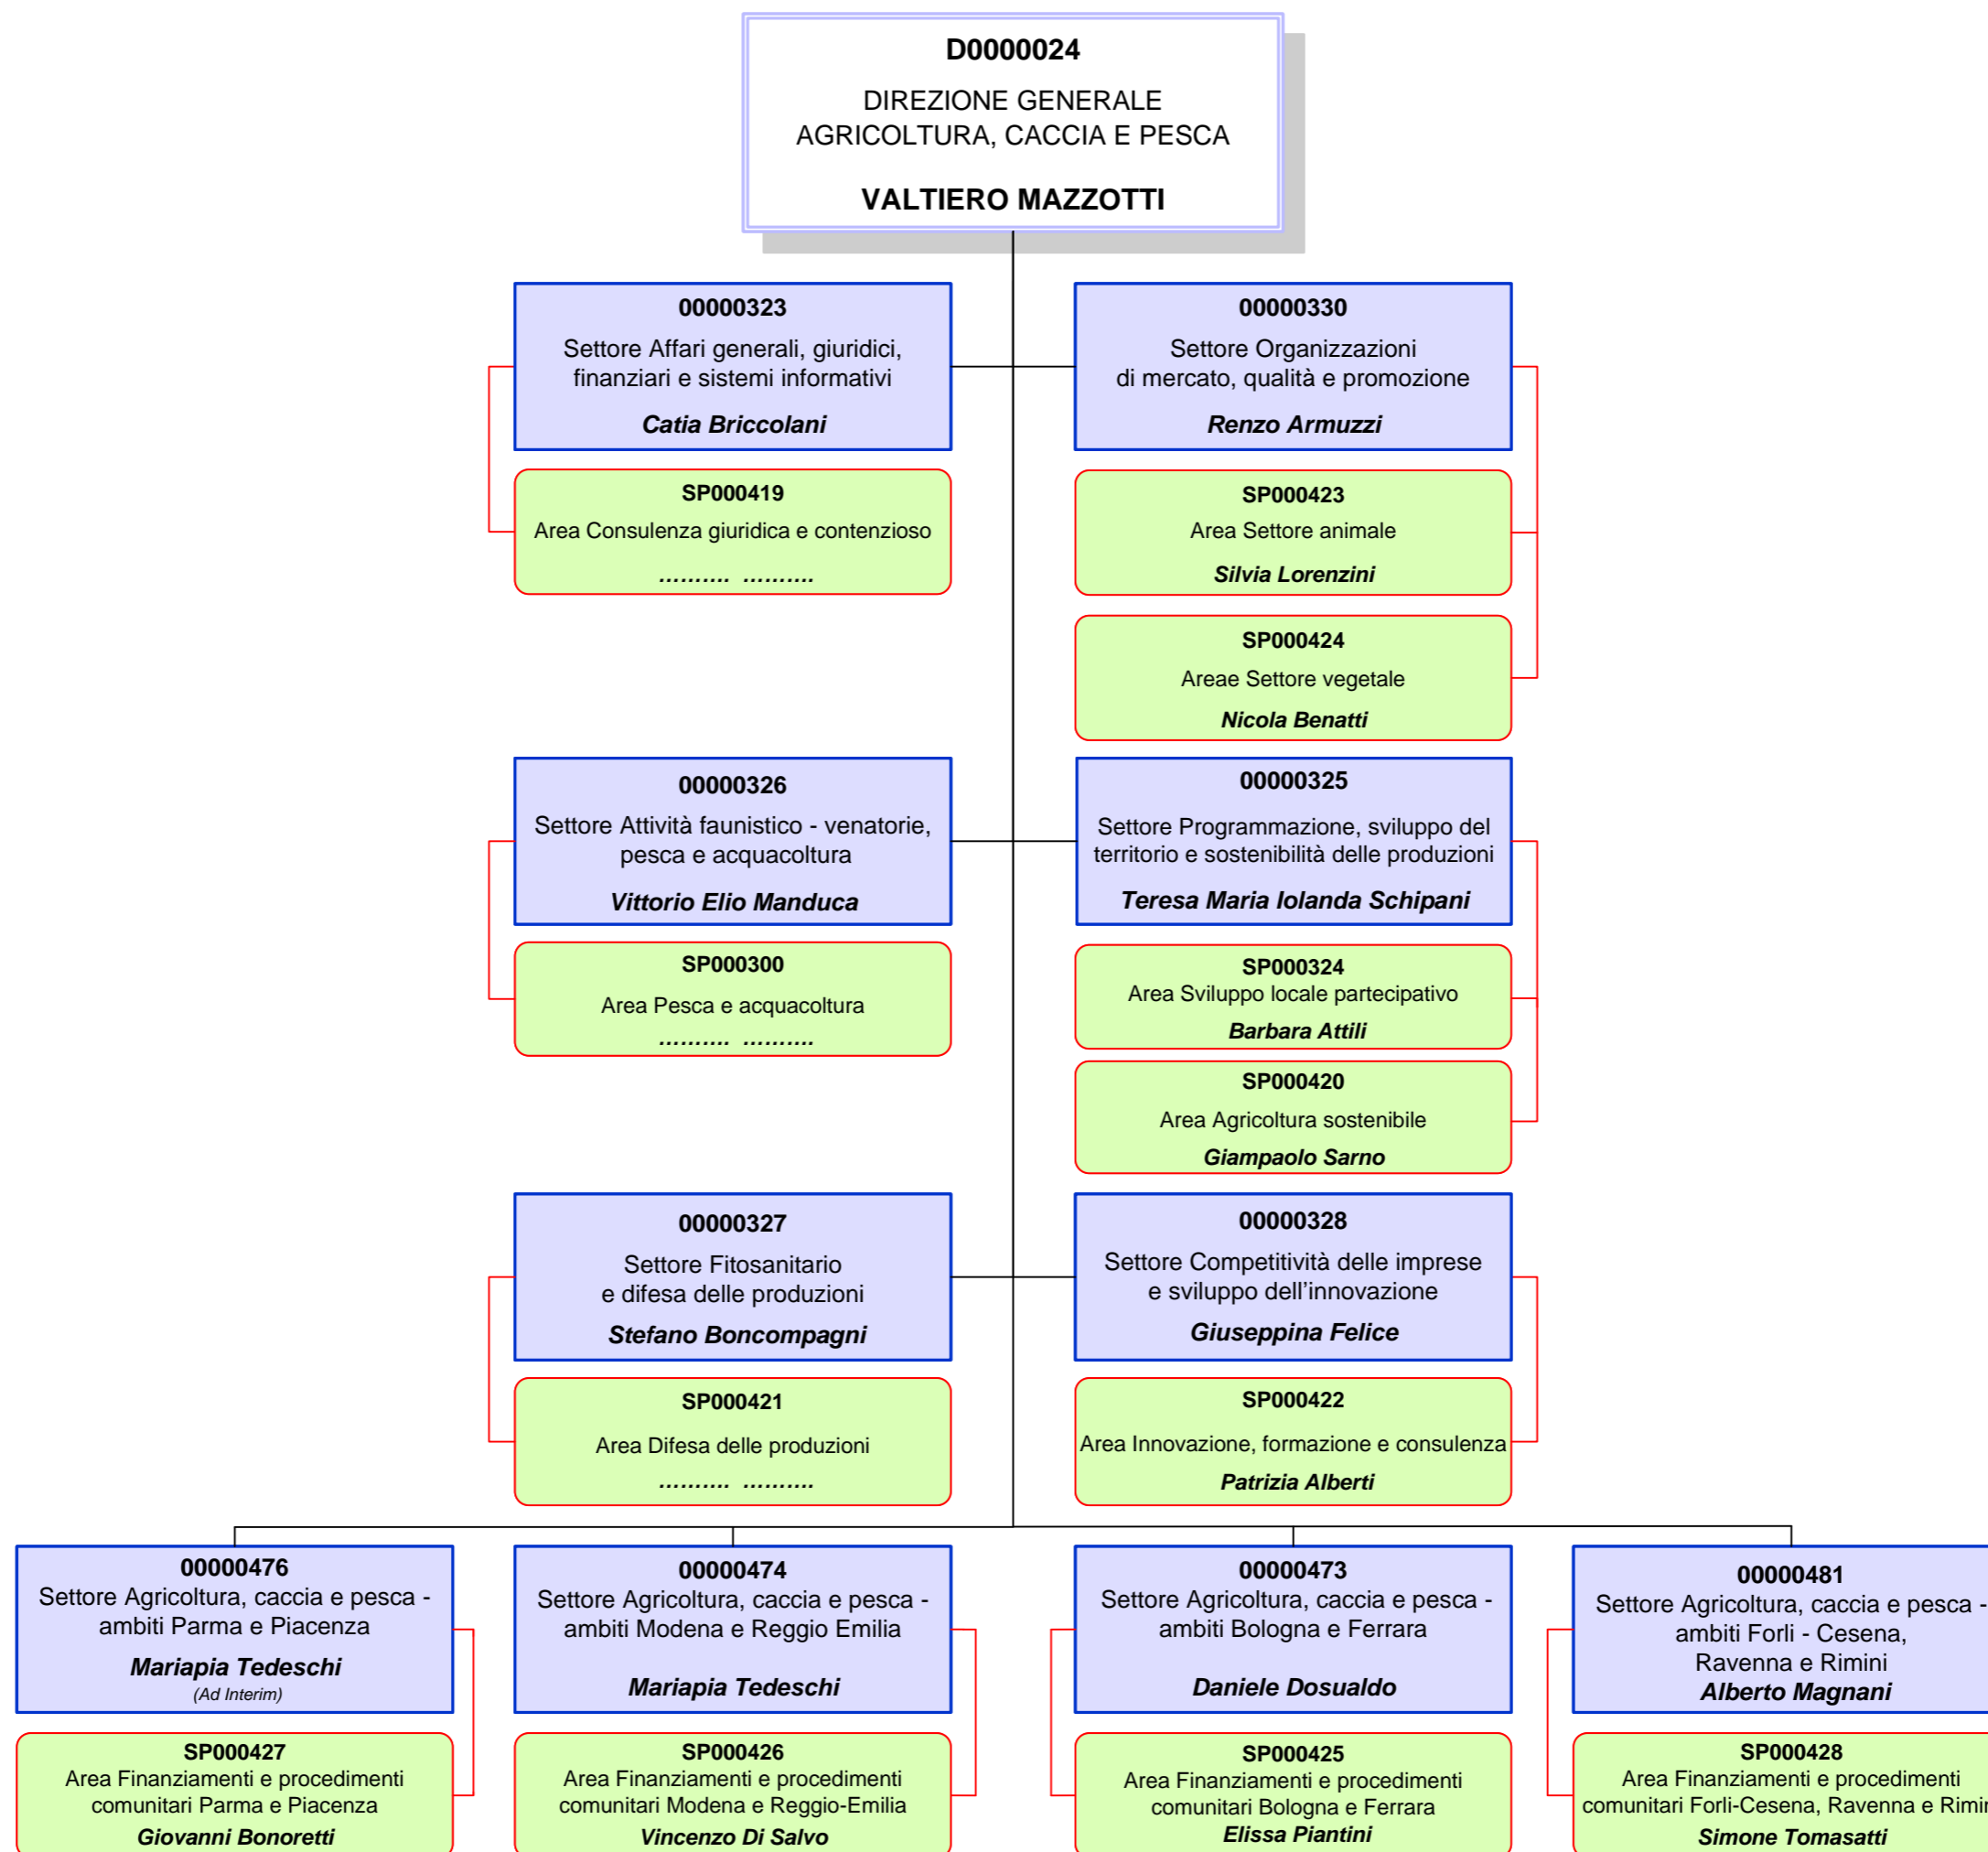 D0000024
DIREZIONE GENERALE
AGRICOLTURA, CACCIA E PESCA
VALTIERO MAZZOTTI
00000323
Settore Affari generali, giuridici,
finanziari e sistemi informativi
Catia Briccolani
00000330
Settore Organizzazioni
di mercato, qualità e promozione
Renzo Armuzzi
SP000419
Area Consulenza giuridica e contenzioso
………. ……….
SP000423
Area Settore animale
Silvia Lorenzini
SP000424
Areae Settore vegetale
Nicola Benatti
00000326
Settore Attività faunistico - venatorie,
pesca e acquacoltura
Vittorio Elio Manduca
00000325
Settore Programmazione, sviluppo del
territorio e sostenibilità delle produzioni
Teresa Maria Iolanda Schipani
SP000300
Area Pesca e acquacoltura
………. ……….
SP000324
Area Sviluppo locale partecipativo
Barbara Attili
SP000420
Area Agricoltura sostenibile
Giampaolo Sarno
00000327
Settore Fitosanitario
e difesa delle produzioni
Stefano Boncompagni
00000328
Settore Competitività delle imprese
e sviluppo dell’innovazione
Giuseppina Felice
SP000421
Area Difesa delle produzioni
………. ……….
SP000422
Area Innovazione, formazione e consulenza
Patrizia Alberti
00000476
Settore Agricoltura, caccia e pesca -
ambiti Parma e Piacenza
Mariapia Tedeschi
(Ad Interim)
00000474
Settore Agricoltura, caccia e pesca -
ambiti Modena e Reggio Emilia
Mariapia Tedeschi
00000473
Settore Agricoltura, caccia e pesca -
ambiti Bologna e Ferrara
Daniele Dosualdo
00000481
Settore Agricoltura, caccia e pesca -
ambiti Forli - Cesena,
Ravenna e Rimini
Alberto Magnani
SP000427
Area Finanziamenti e procedimenti
comunitari Parma e Piacenza
Giovanni Bonoretti
SP000426
Area Finanziamenti e procedimenti
comunitari Modena e Reggio-Emilia
Vincenzo Di Salvo
SP000425
Area Finanziamenti e procedimenti
comunitari Bologna e Ferrara
Elissa Piantini
SP000428
Area Finanziamenti e procedimenti
comunitari Forli-Cesena, Ravenna e Rimin
Simone Tomasatti